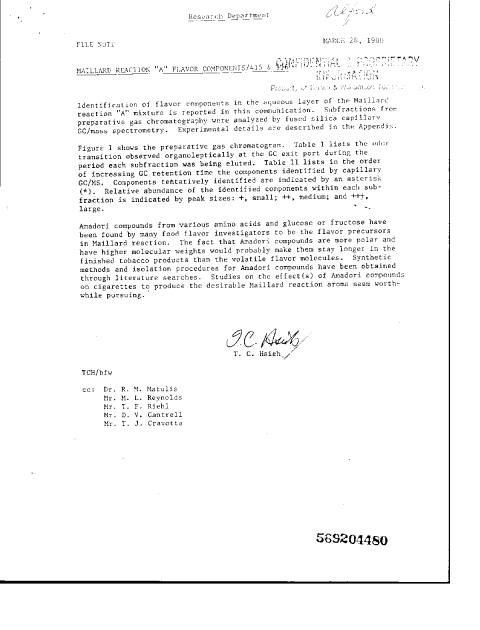 Research Department
Alford
FILE NOTE
MARCH 28, 1988
MAILLARD REACTION "A" FLAVOR COMPONENTS/415 &
CONFIDENTIAL & PROPRIETARY
INFORMATION
Property of Brown & Williamson
Identification of flavor components in the aqueous layer of the Maillard
reaction "A" mixture is reported in this communication. Subfractions from
preparative gas chromatography were analyzed by fused silica capillary
GC/mass spectrometry. Experimental details are described in the Appendix.
Figure 1 shows the preparative gas chromatogram. Table I lists the odor
transition observed organoleptically at the GC exit port during the
period each subfraction was being eluted. Table II lists in the order
of increasing GC retention time the components identified by capillary
GC/MS. Components tentatively identified are indicated by an asterisk
(*). Relative abundance of the identified components within each sub-
fraction is indicated by peak sizes: +, small; ++, medium; and +++,
large.
Amadori compounds from various amino acids and glucose or fructose have
been found by many food flavor investigators to be the flavor precursors
in Maillard reaction. The fact that Amadori compounds are more polar and
have higher molecular weights would probably make them stay longer in the
finished tobacco products than the volatile flavor molecules. Synthetic
methods and isolation procedures for Amadori compounds have been obtained
through literature searches. Studies on the effect(s) of Amadori compounds
on cigarettes to produce the desirable Maillard reaction aroma seem worth-
while pursuing.
T.C. Hsieh
T. C. Hsieh
TCH/bfw
cc: Dr. R. M. Matulis
Mr. M. L. Reynolds
Mr. T. F. Riehl
Mr. D. V. Cantrell
Mr. T. J. Cravotta
569204480